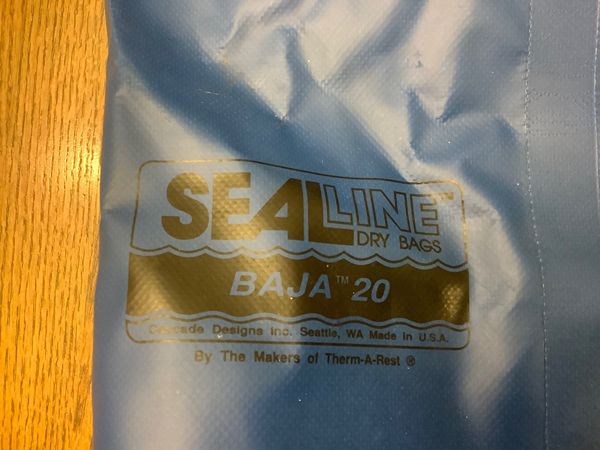 SEALLINE
DRY BAGS
BAJA™ 20
Cascade Designs Inc. Seattle, WA Made in U.S.A.
By The Makers of Therm-A-Rest ®